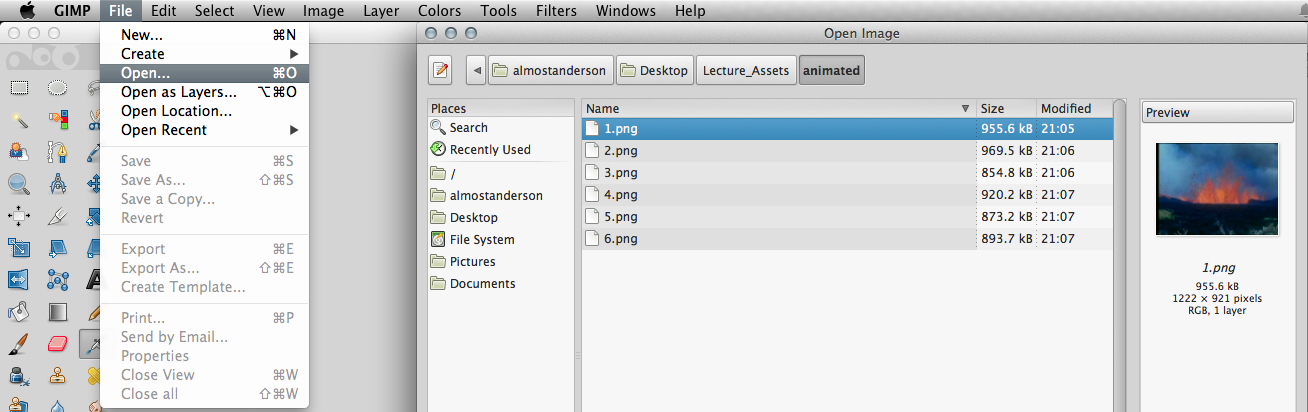 GIMP File Edit Select View Image Layer Colors Tools Filters Windows Help
New... ⌘N
Create
Open... ⌘O
Open as Layers... ⌥⌘O
Open Location...
Open Recent
Save ⌘S
Save As... ⇧⌘S
Save a Copy...
Revert
Export ⌘E
Export As... ⇧⌘E
Create Template...
Print... ⌘P
Send by Email...
Properties
Close View ⌘W
Close all ⇧⌘W
Open Image
almostanderson Desktop Lecture_Assets animated
Places
Search
Recently Used
/
almostanderson
Desktop
File System
Pictures
Documents
Name Size Modified
1.png 955.6 kB 21:05
2.png 969.5 kB 21:06
3.png 854.8 kB 21:06
4.png 920.2 kB 21:07
5.png 873.2 kB 21:07
6.png 893.7 kB 21:07
Preview
1.png
955.6 kB
1222 × 921 pixels
RGB, 1 layer